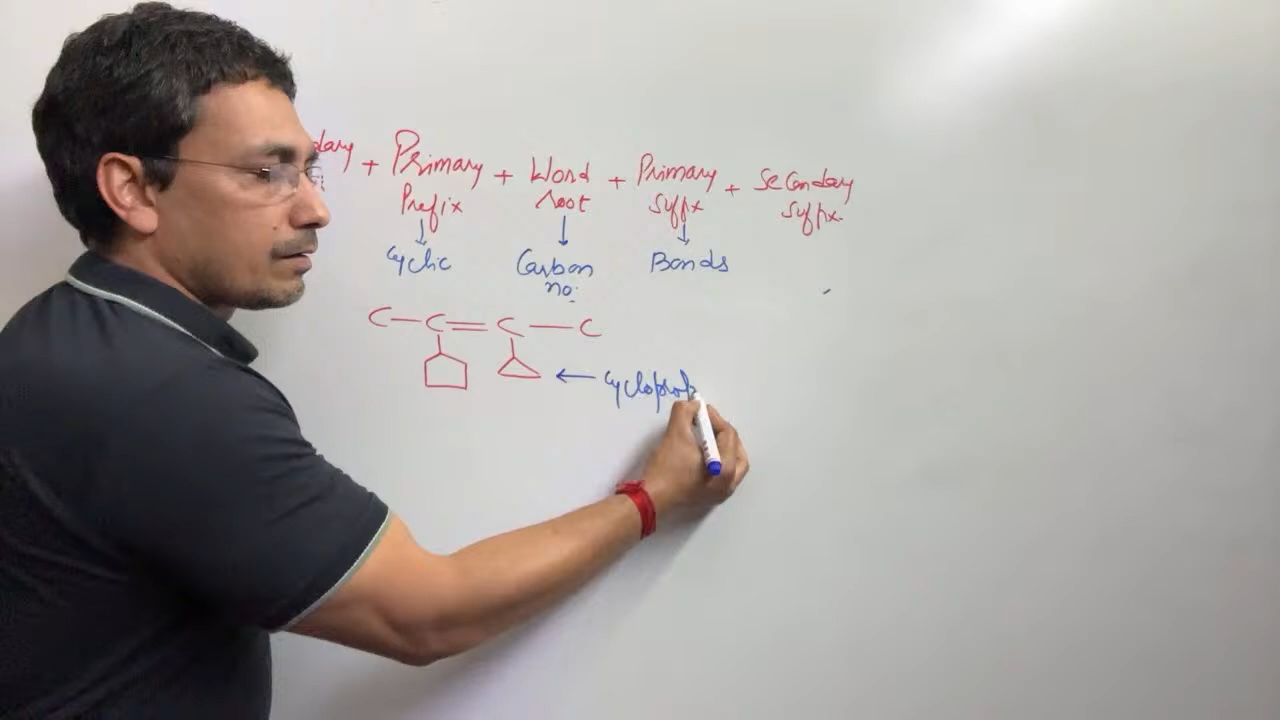 dary + Primary + Word + Primary + Secondary
Prefix root Suffix Suffix.
Cyclic Carbon Bonds
no:
C—C=C—C
← Cycloprop